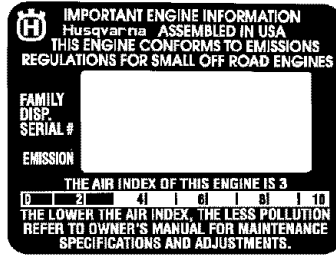 IMPORTANT ENGINE INFORMATION
Husqvarna ASSEMBLED IN USA
THIS ENGINE CONFORMS TO EMISSIONS
REGULATIONS FOR SMALL OFF ROAD ENGINES
FAMILY
DISP.
SERIAL #
EMISSION
THE AIR INDEX OF THIS ENGINE IS 3
0 2 4 6 8 10
THE LOWER THE AIR INDEX, THE LESS POLLUTION
REFER TO OWNER'S MANUAL FOR MAINTENANCE
SPECIFICATIONS AND ADJUSTMENTS.